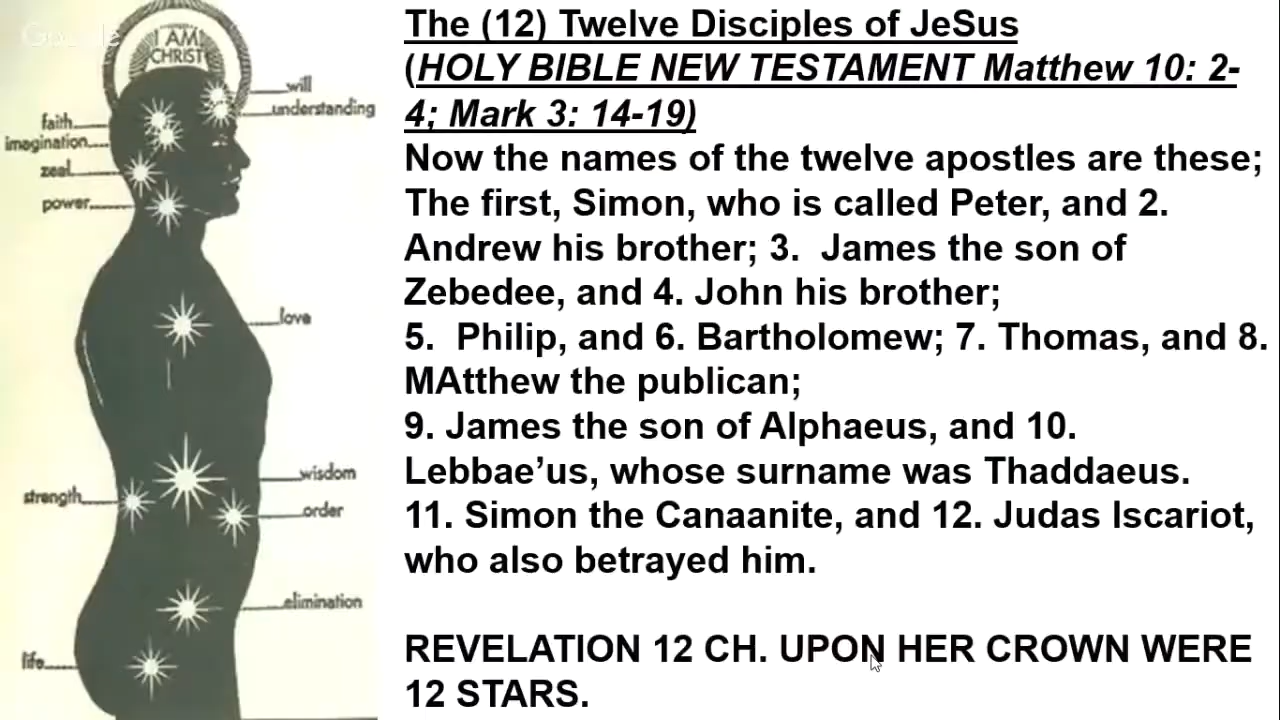 Google
I AM
CHRIST
will
understanding
faith
imagination
zeal
power
love
wisdom
strength
order
elimination
life
The (12) Twelve Disciples of JeSus
(HOLY BIBLE NEW TESTAMENT Matthew 10: 2-
4; Mark 3: 14-19)
Now the names of the twelve apostles are these;
The first, Simon, who is called Peter, and 2.
Andrew his brother; 3.  James the son of
Zebedee, and 4. John his brother;
5.  Philip, and 6. Bartholomew; 7. Thomas, and 8.
MAtthew the publican;
9. James the son of Alphaeus, and 10.
Lebbae’us, whose surname was Thaddaeus.
11. Simon the Canaanite, and 12. Judas Iscariot,
who also betrayed him.
REVELATION 12 CH. UPON HER CROWN WERE
12 STARS.